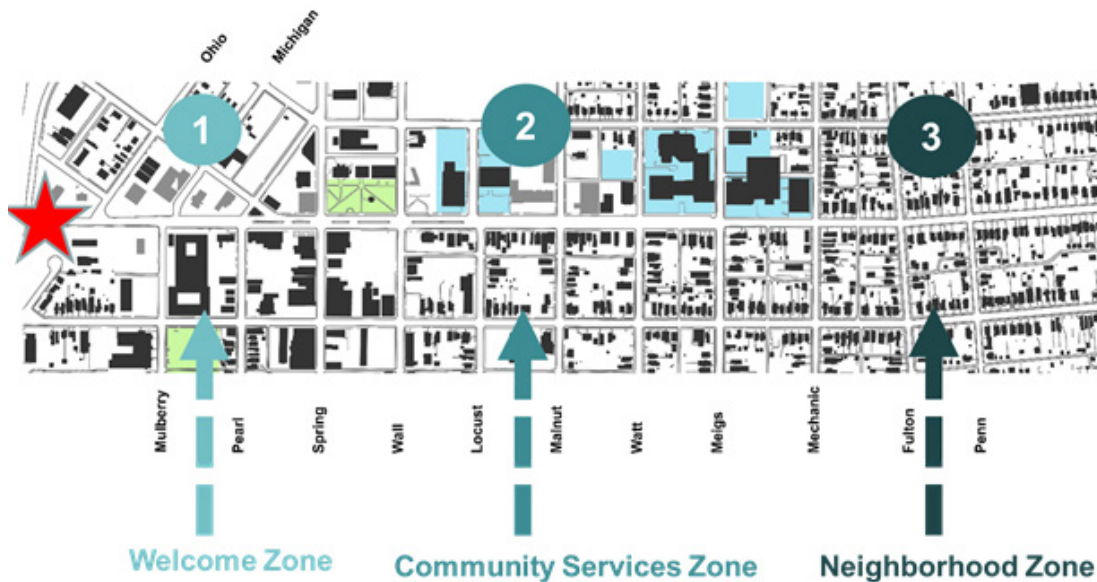 Ohio
Michigan
1
2
3
Mulberry
Pearl
Spring
Wall
Locust
Malnut
Watt
Meigs
Mechanic
Fulton
Penn
Welcome Zone
Community Services Zone
Neighborhood Zone